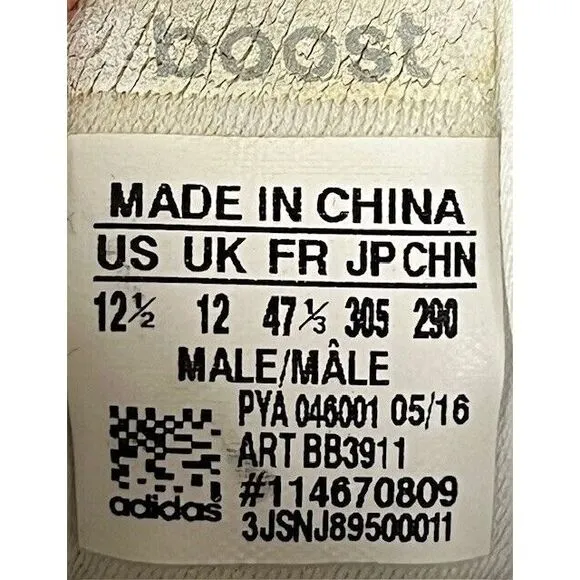 boost
MADE IN CHINA
US UK FR JP CHN
12½ 12 47⅓ 305 290
MALE/MÂLE
PYA 046001 05/16
ART BB3911
#114670809
adidas 3JSNJ89500011